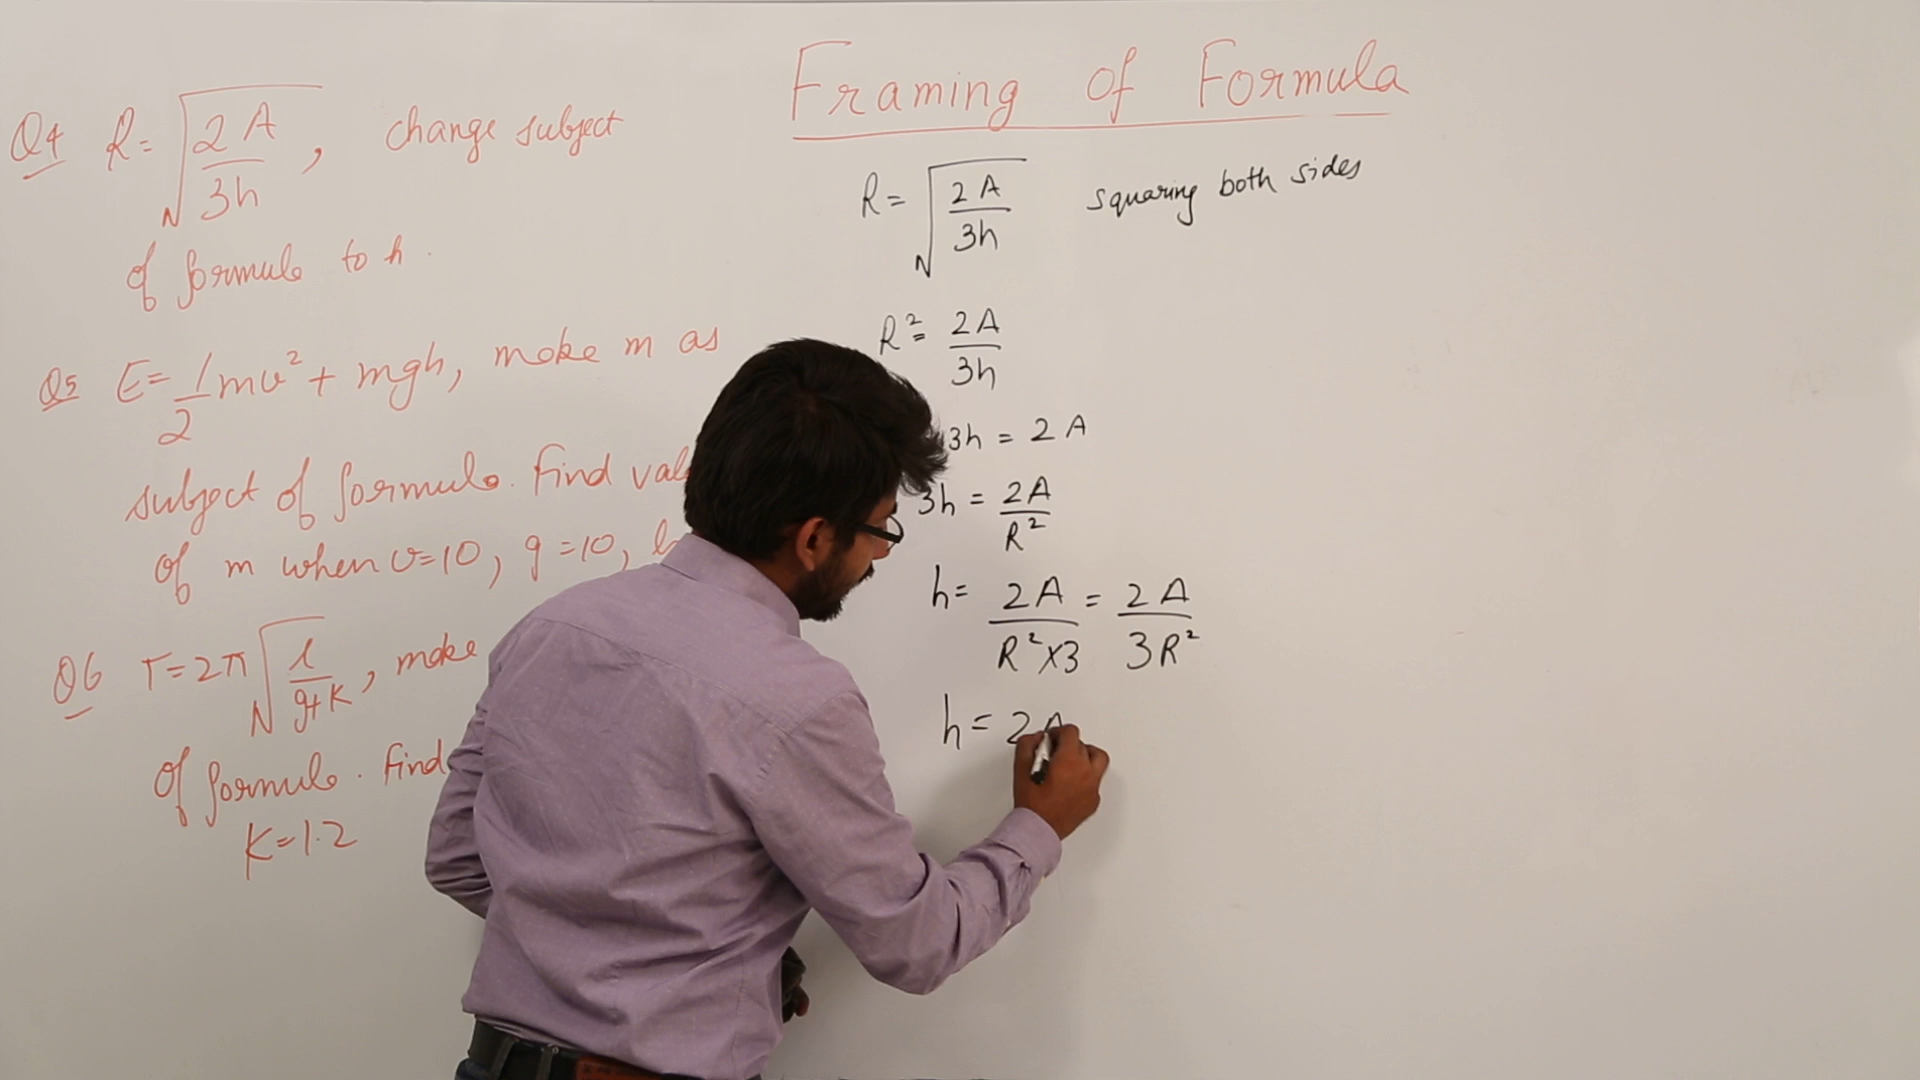 Framing of Formula
Q4 R = √(2A/3h), change subject
of formula to h.
Q5 E = 1/2 mv² + mgh, make m as
subject of formula. Find
of m when v=10, g=10,
Q6 T = 2π√(l/g+K), make
of formula. Find
K=1.2
R = √(2A/3h) squaring both sides
R² = 2A/3h
3h = 2A
3h = 2A/R²
h = 2A/R²×3 = 2A/3R²
h = 2A